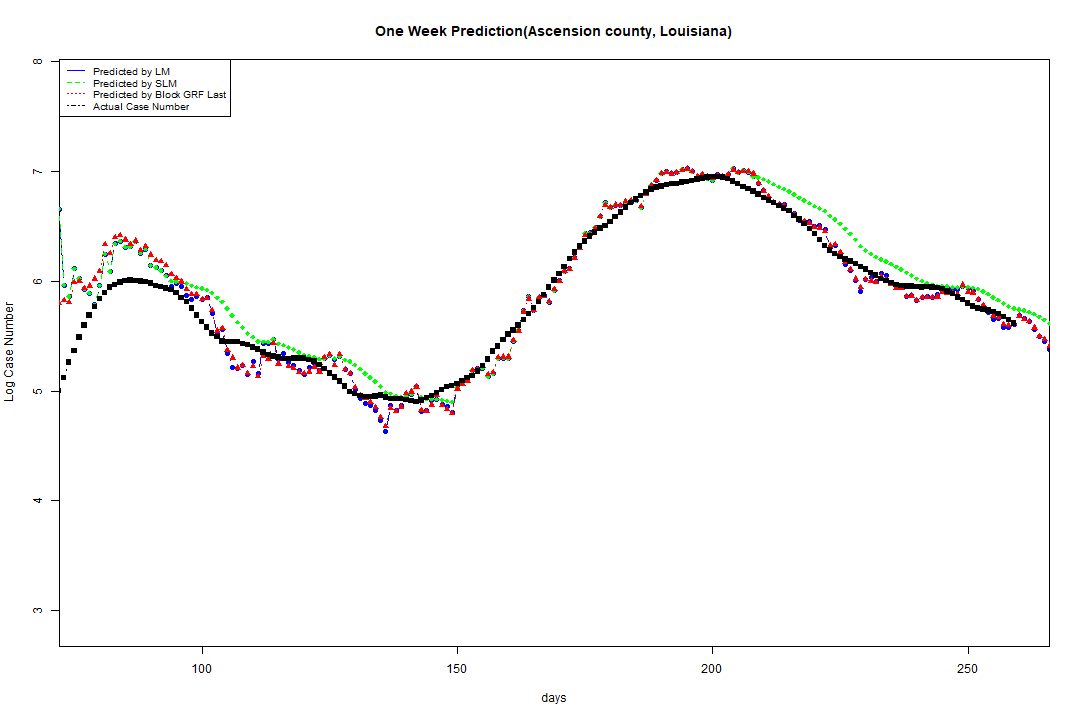 One Week Prediction(Ascension county, Louisiana)
Predicted by LM
Predicted by SLM
Predicted by Block GRF Last
Actual Case Number
Log Case Number
8
7
6
5
4
3
100 150 200 250
days